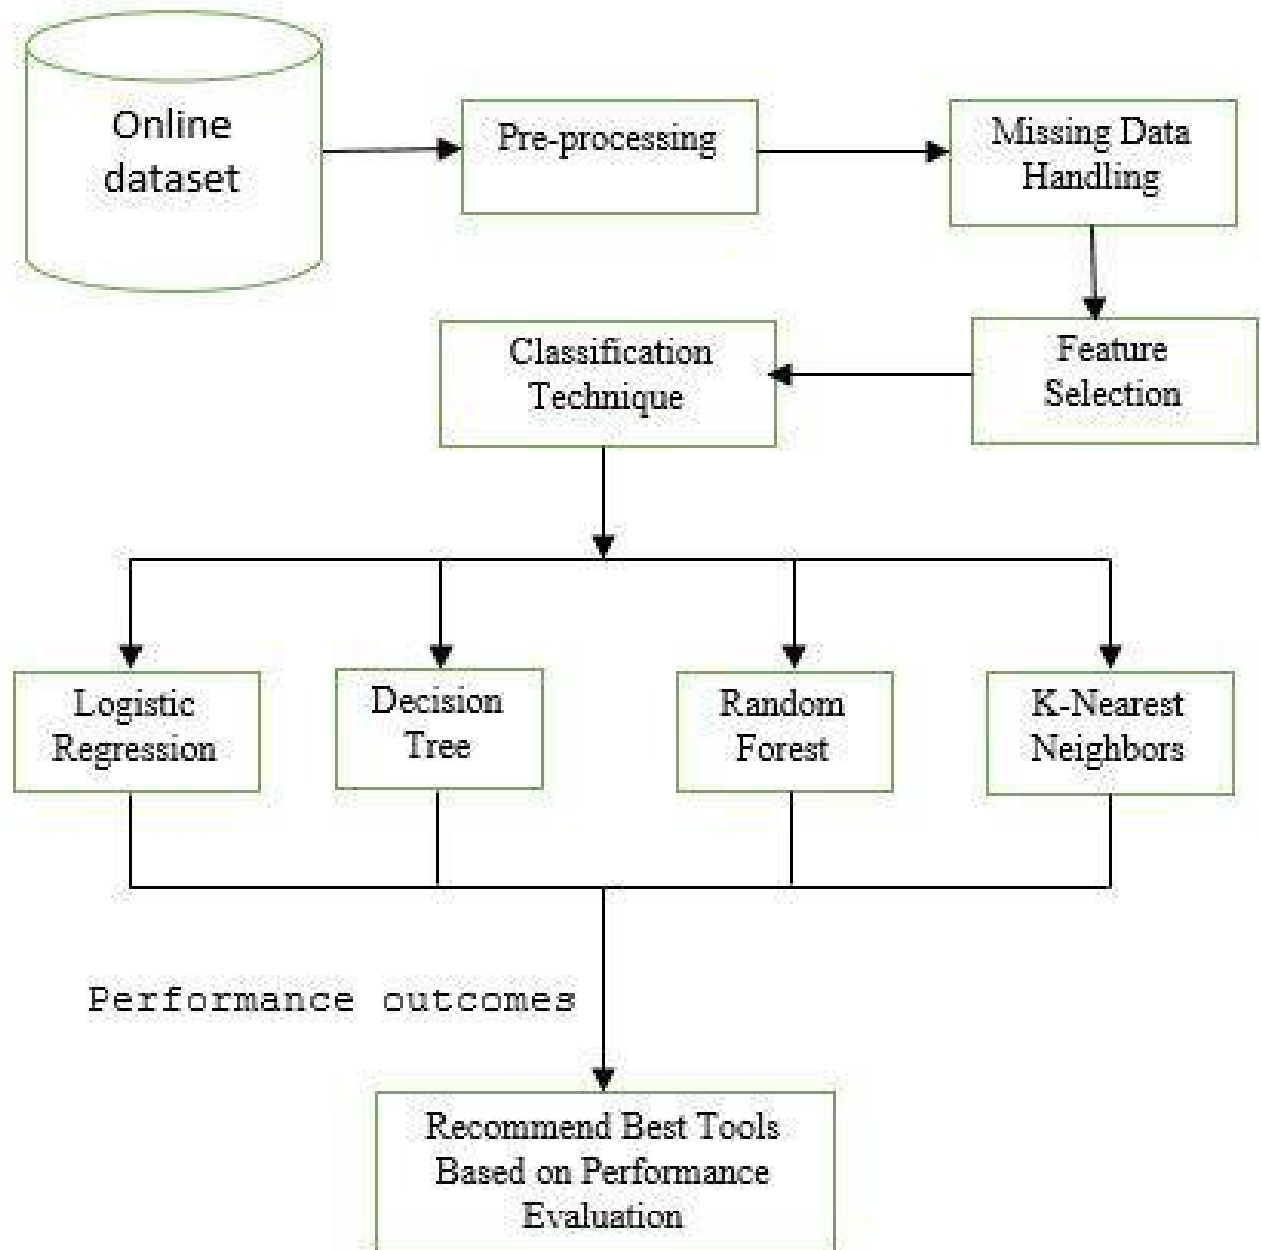 Online
dataset
Pre-processing
Missing Data
Handling
Classification
Technique
Feature
Selection
Logistic
Regression
Decision
Tree
Random
Forest
K-Nearest
Neighbors
Performance outcomes
Recommend Best Tools
Based on Performance
Evaluation